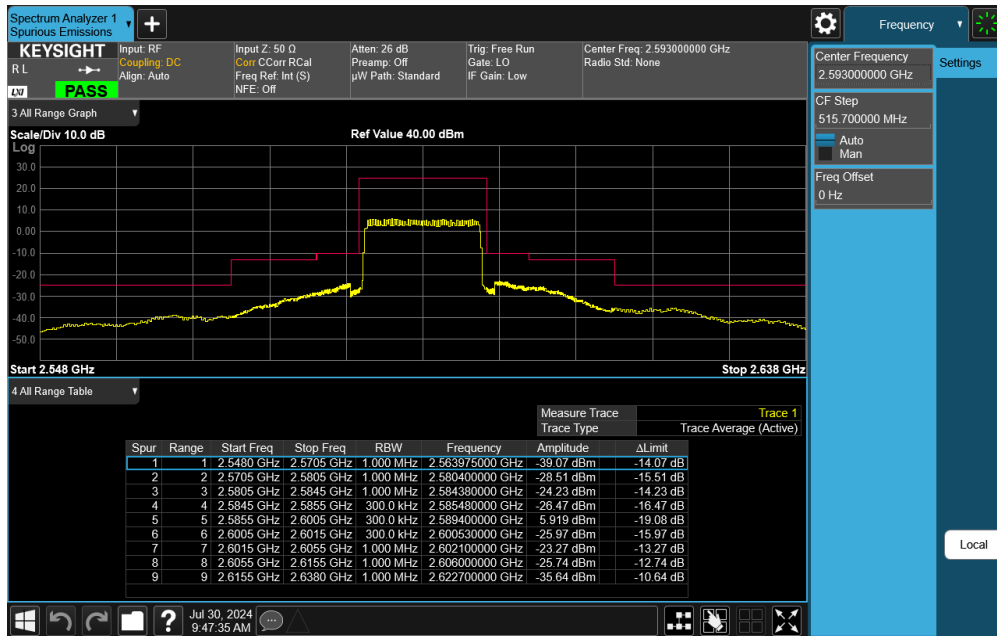 Spectrum Analyzer 1
Spurious Emissions
Frequency
KEYSIGHT
R L
LXI
PASS
Input: RF
Coupling: DC
Align: Auto
Input Z: 50 Ω
Corr CCorr RCal
Freq Ref: Int (S)
NFE: Off
Atten: 26 dB
Preamp: Off
µW Path: Standard
Trig: Free Run
Gate: LO
IF Gain: Low
Center Freq: 2.593000000 GHz
Radio Std: None
Center Frequency
2.593000000 GHz
Settings
CF Step
515.700000 MHz
Auto
Man
Freq Offset
0 Hz
Local
3 All Range Graph
Scale/Div 10.0 dB
Ref Value 40.00 dBm
Log
30.0
20.0
10.0
0.00
-10.0
-20.0
-30.0
-40.0
-50.0
Start 2.548 GHz
Stop 2.638 GHz
4 All Range Table
Measure Trace Trace 1
Trace Type Trace Average (Active)
Spur Range Start Freq Stop Freq RBW Frequency Amplitude ΔLimit
1 1 2.5480 GHz 2.5705 GHz 1.000 MHz 2.563975000 GHz -39.07 dBm -14.07 dB
2 2 2.5705 GHz 2.5805 GHz 1.000 MHz 2.580400000 GHz -28.51 dBm -15.51 dB
3 3 2.5805 GHz 2.5845 GHz 1.000 MHz 2.584380000 GHz -24.23 dBm -14.23 dB
4 4 2.5845 GHz 2.5855 GHz 300.0 kHz 2.585480000 GHz -26.47 dBm -16.47 dB
5 5 2.5855 GHz 2.6005 GHz 300.0 kHz 2.589400000 GHz 5.919 dBm -19.08 dB
6 6 2.6005 GHz 2.6015 GHz 300.0 kHz 2.600530000 GHz -25.97 dBm -15.97 dB
7 7 2.6015 GHz 2.6055 GHz 1.000 MHz 2.602100000 GHz -23.27 dBm -13.27 dB
8 8 2.6055 GHz 2.6155 GHz 1.000 MHz 2.606000000 GHz -25.74 dBm -12.74 dB
9 9 2.6155 GHz 2.6380 GHz 1.000 MHz 2.622700000 GHz -35.64 dBm -10.64 dB
Jul 30, 2024
9:47:35 AM